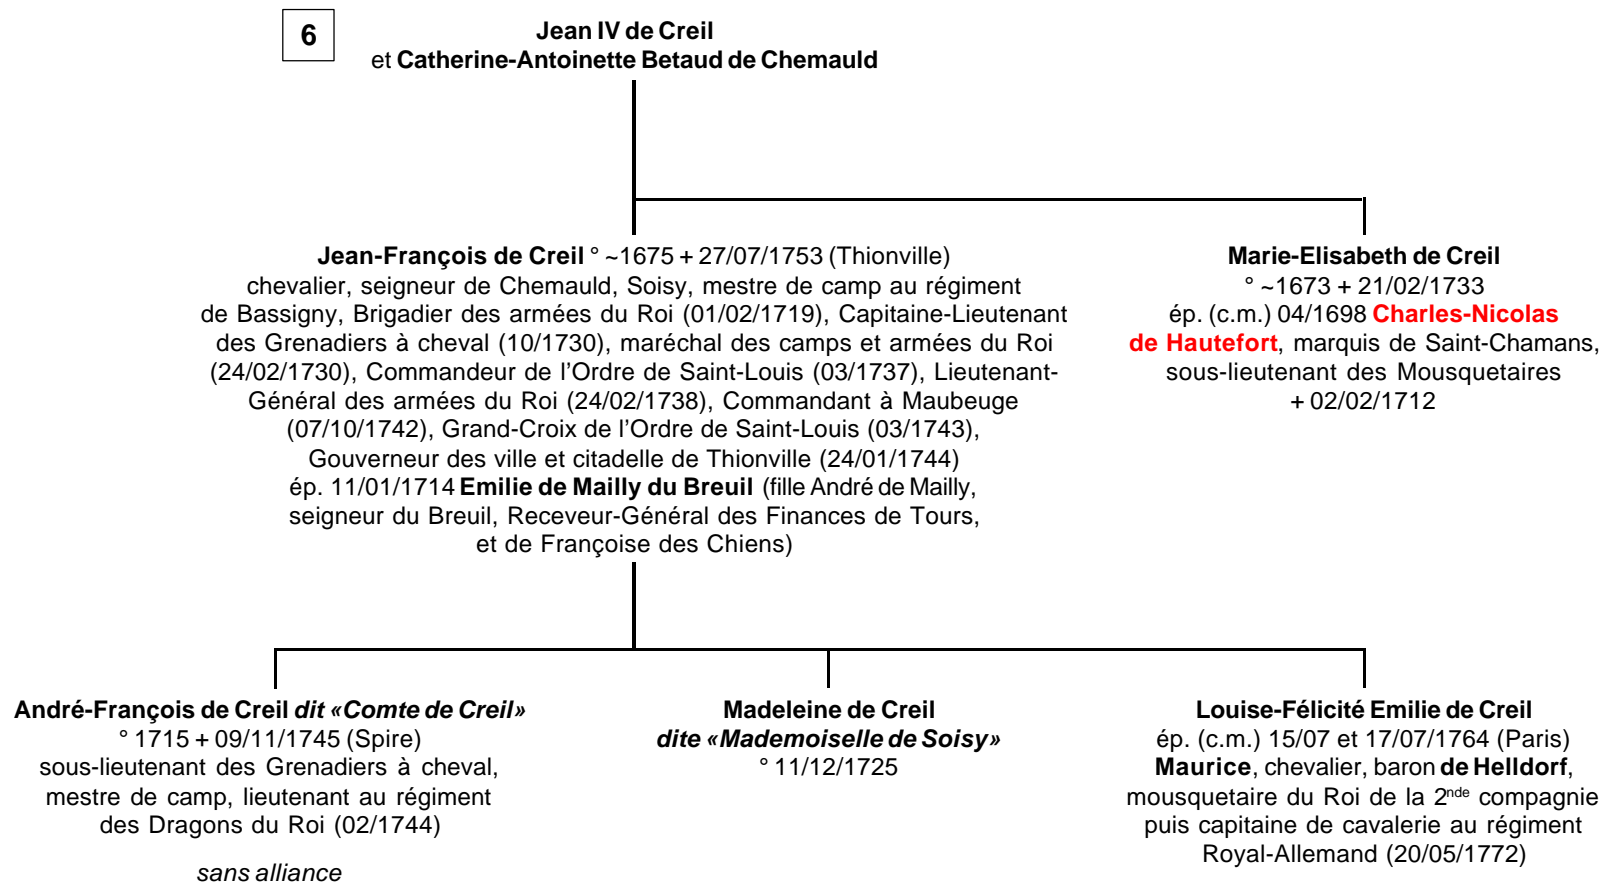 6
Jean IV de Creil
et Catherine-Antoinette Betaud de Chemauld
Jean-François de Creil ° ~1675 + 27/07/1753 (Thionville)
chevalier, seigneur de Chemauld, Soisy, mestre de camp au régiment
de Bassigny, Brigadier des armées du Roi (01/02/1719), Capitaine-Lieutenant
des Grenadiers à cheval (10/1730), maréchal des camps et armées du Roi
(24/02/1730), Commandeur de l'Ordre de Saint-Louis (03/1737), Lieutenant-
Général des armées du Roi (24/02/1738), Commandant à Maubeuge
(07/10/1742), Grand-Croix de l'Ordre de Saint-Louis (03/1743),
Gouverneur des ville et citadelle de Thionville (24/01/1744)
ép. 11/01/1714 Emilie de Mailly du Breuil (fille André de Mailly,
seigneur du Breuil, Receveur-Général des Finances de Tours,
et de Françoise des Chiens)
Marie-Elisabeth de Creil
° ~1673 + 21/02/1733
ép. (c.m.) 04/1698 Charles-Nicolas
de Hautefort, marquis de Saint-Chamans,
sous-lieutenant des Mousquetaires
+ 02/02/1712
André-François de Creil dit «Comte de Creil»
° 1715 + 09/11/1745 (Spire)
sous-lieutenant des Grenadiers à cheval,
mestre de camp, lieutenant au régiment
des Dragons du Roi (02/1744)
sans alliance
Madeleine de Creil
dite «Mademoiselle de Soisy»
° 11/12/1725
Louise-Félicité Emilie de Creil
ép. (c.m.) 15/07 et 17/07/1764 (Paris)
Maurice, chevalier, baron de Helldorf,
mousquetaire du Roi de la 2nde compagnie
puis capitaine de cavalerie au régiment
Royal-Allemand (20/05/1772)